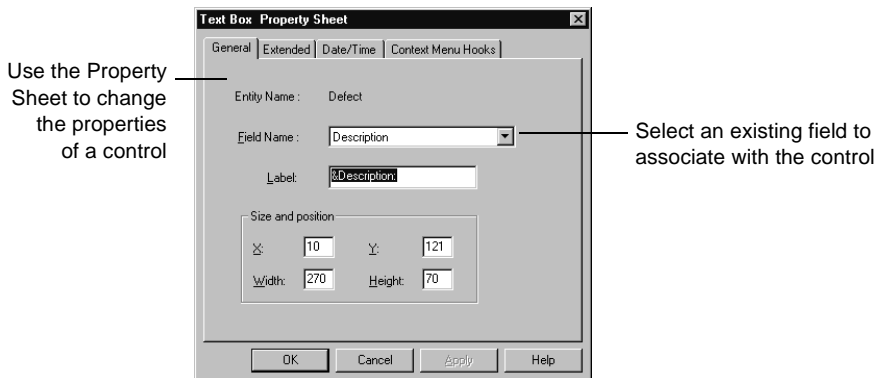 Text Box Property Sheet
General Extended Date/Time Context Menu Hooks
Use the Property
Sheet to change
the properties
of a control
Entity Name : Defect
Field Name : Description
Select an existing field to
associate with the control
Label: &Description:
Size and position
X: 10 Y: 121
Width: 270 Height: 70
OK Cancel Apply Help